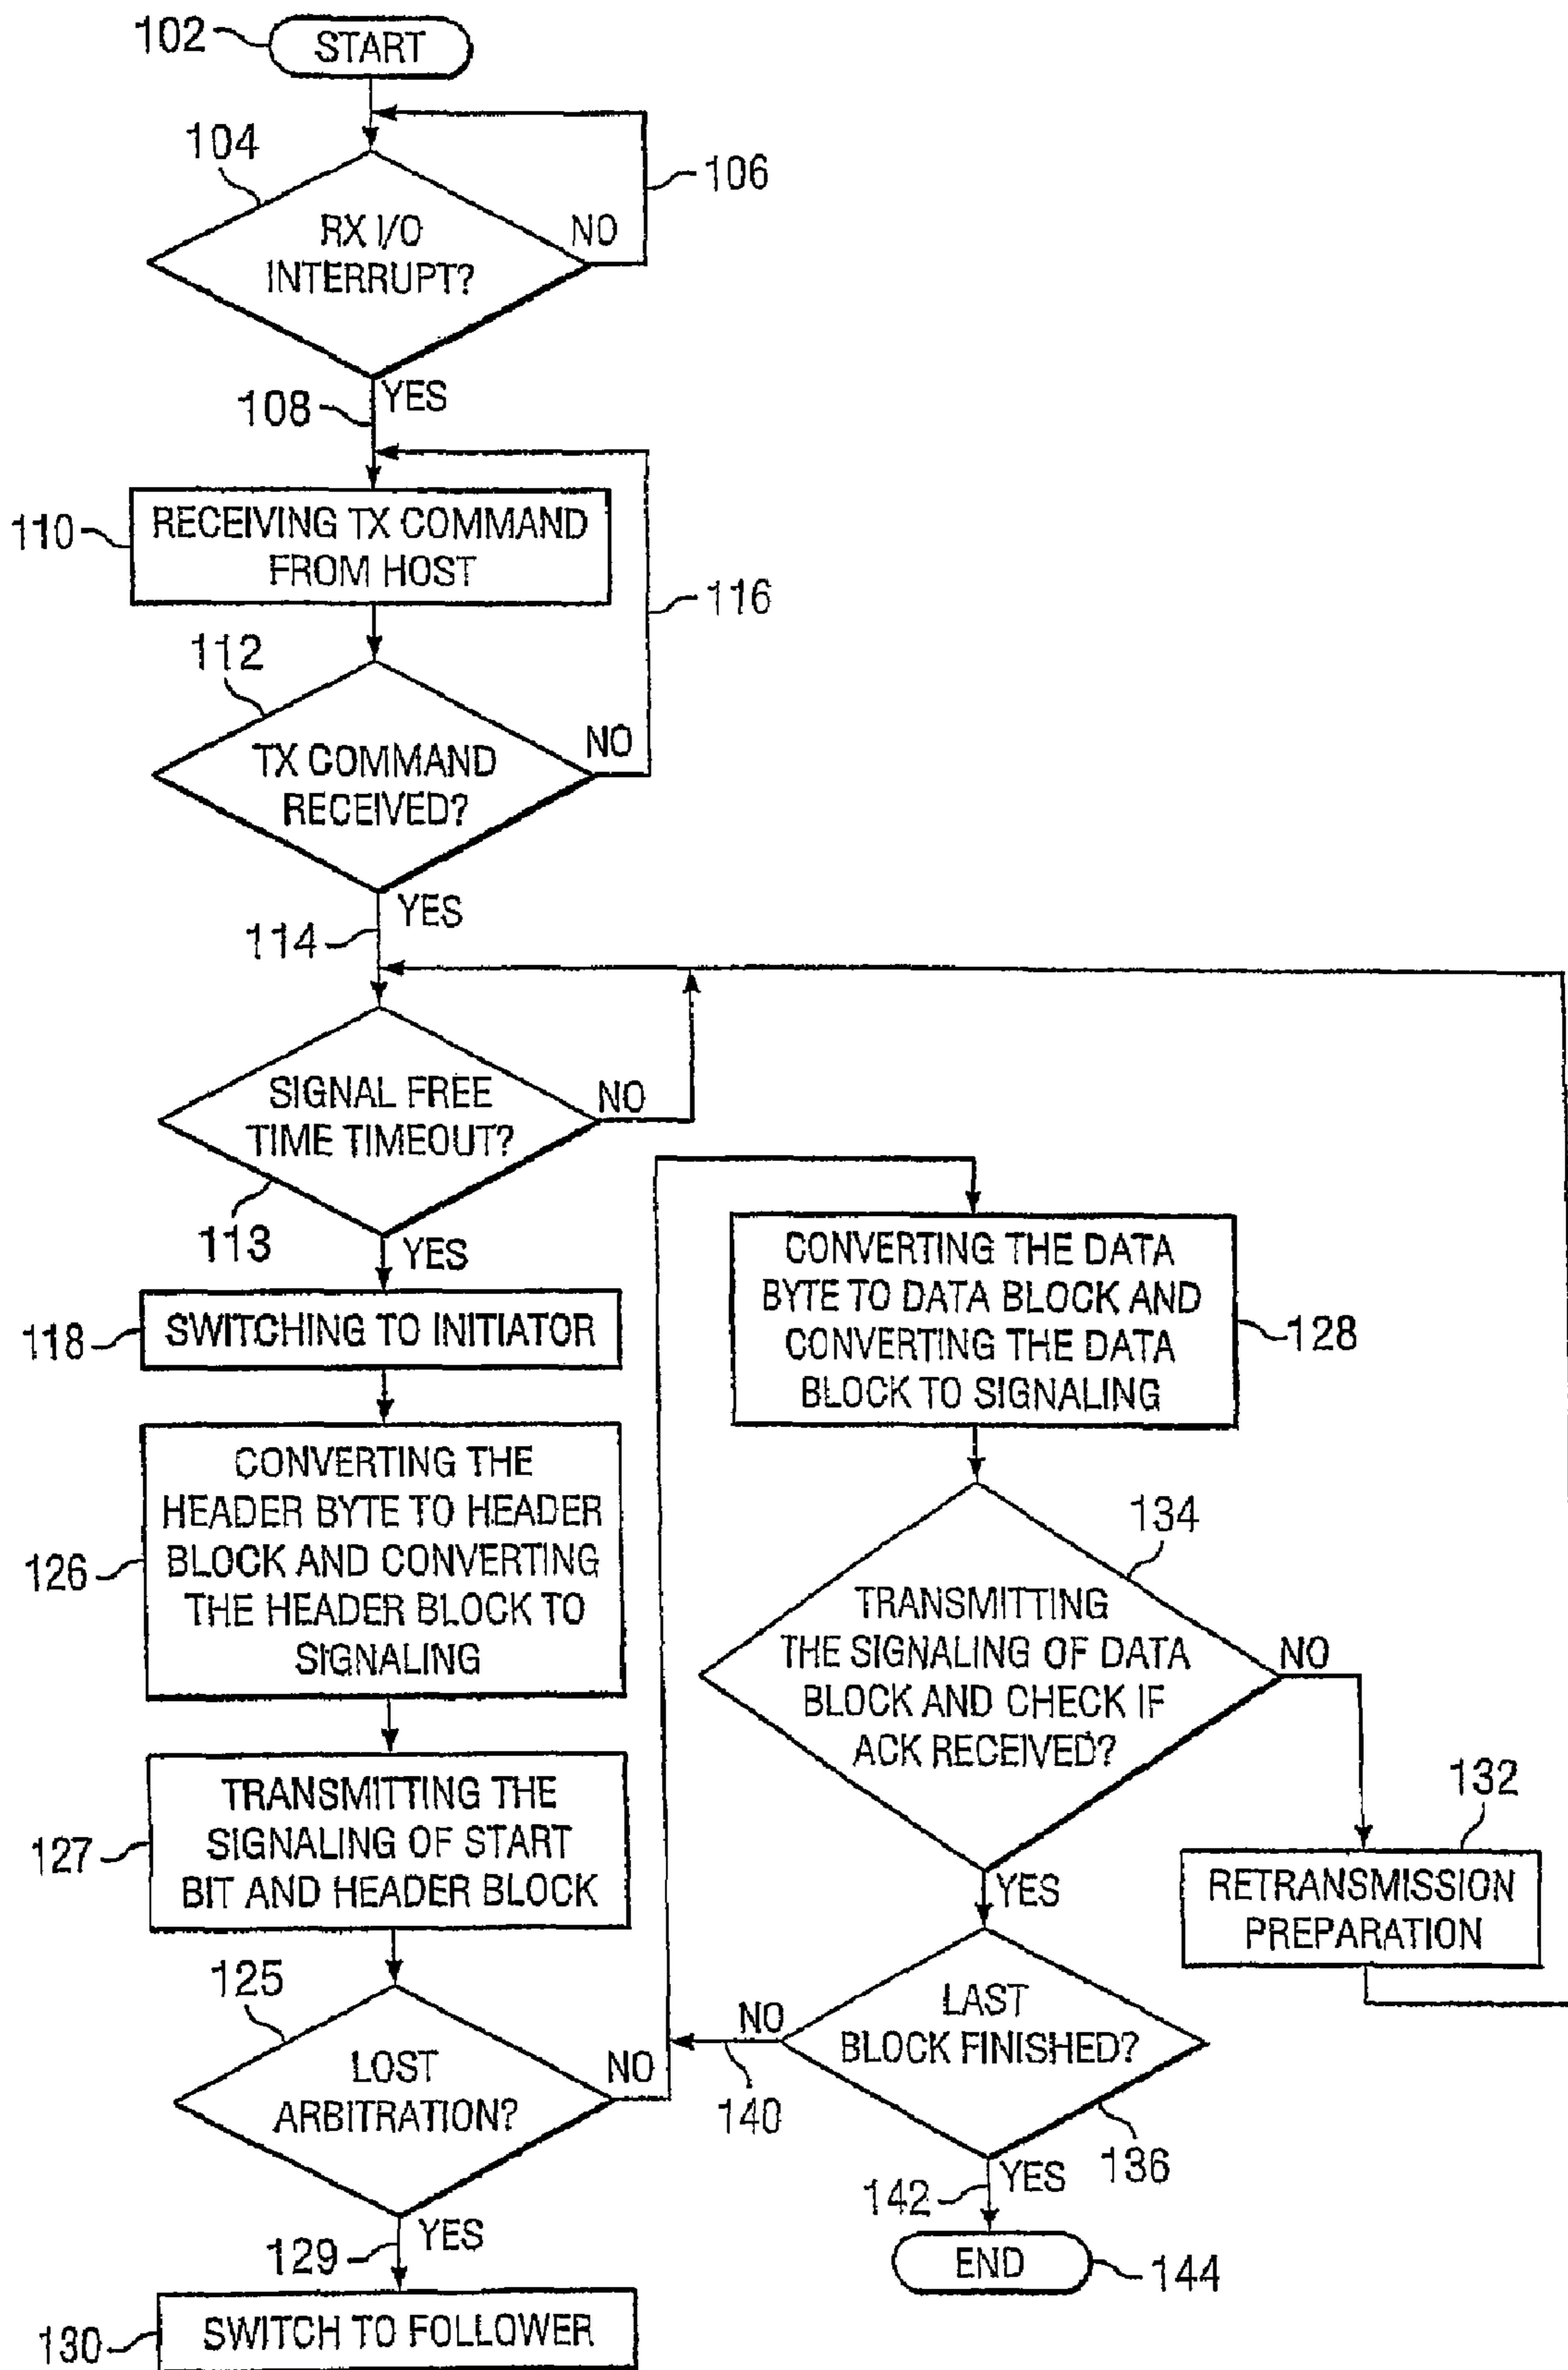 102
START
104
106
RX I/O
INTERRUPT?
NO
YES
108
110
RECEIVING TX COMMAND
FROM HOST
116
112
TX COMMAND
RECEIVED?
NO
YES
114
SIGNAL FREE
TIME TIMEOUT?
NO
113
YES
118
SWITCHING TO INITIATOR
126
CONVERTING THE
HEADER BYTE TO HEADER
BLOCK AND CONVERTING
THE HEADER BLOCK TO
SIGNALING
127
TRANSMITTING THE
SIGNALING OF START
BIT AND HEADER BLOCK
125
LOST
ARBITRATION?
NO
YES
129
130
SWITCH TO FOLLOWER
CONVERTING THE DATA
BYTE TO DATA BLOCK AND
CONVERTING THE DATA
BLOCK TO SIGNALING
128
134
TRANSMITTING
THE SIGNALING OF DATA
BLOCK AND CHECK IF
ACK RECEIVED?
NO
YES
132
RETRANSMISSION
PREPARATION
LAST
BLOCK FINISHED?
NO
140
136
YES
142
END
144